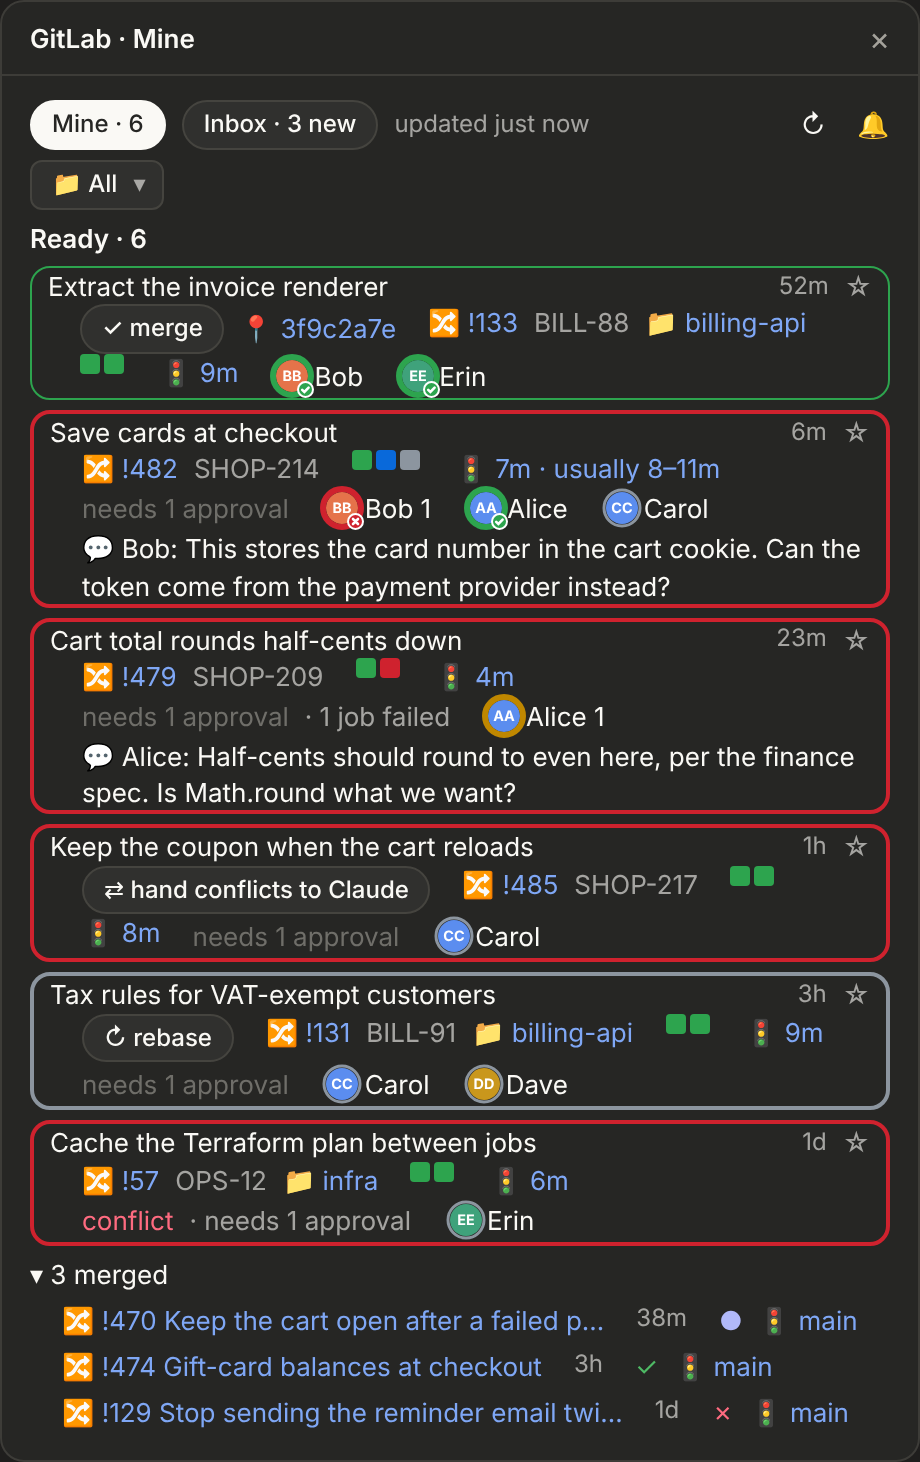 GitLab · Mine ×
Mine · 6 Inbox · 3 new updated just now ↻ 🔔
📁 All ▾
Ready · 6
Extract the invoice renderer 52m ☆
✓ merge 📍 3f9c2a7e 🔀 !133 BILL-88 📁 billing-api
🚦 9m BB Bob EE Erin
Save cards at checkout 6m ☆
🔀 !482 SHOP-214 🚦 7m · usually 8–11m
needs 1 approval BB Bob 1 AA Alice CC Carol
💬 Bob: This stores the card number in the cart cookie. Can the
token come from the payment provider instead?
Cart total rounds half-cents down 23m ☆
🔀 !479 SHOP-209 🚦 4m
needs 1 approval · 1 job failed AA Alice 1
💬 Alice: Half-cents should round to even here, per the finance
spec. Is Math.round what we want?
Keep the coupon when the cart reloads 1h ☆
⇄ hand conflicts to Claude 🔀 !485 SHOP-217
🚦 8m needs 1 approval CC Carol
Tax rules for VAT-exempt customers 3h ☆
↻ rebase 🔀 !131 BILL-91 📁 billing-api 🚦 9m
needs 1 approval CC Carol DD Dave
Cache the Terraform plan between jobs 1d ☆
🔀 !57 OPS-12 📁 infra 🚦 6m
conflict · needs 1 approval EE Erin
▾ 3 merged
🔀 !470 Keep the cart open after a failed p… 38m 🚦 main
🔀 !474 Gift-card balances at checkout 3h ✓ 🚦 main
🔀 !129 Stop sending the reminder email twi… 1d × 🚦 main